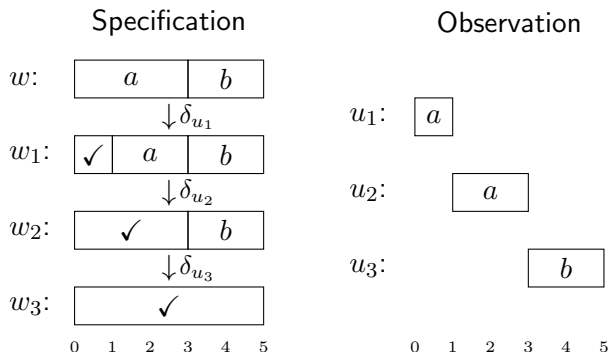 Specification Observation
w: a b
↓δ_{u_1} u_1: a
w_1: ✓ a b
↓δ_{u_2} u_2: a
w_2: ✓ b
↓δ_{u_3} u_3: b
w_3: ✓
0 1 2 3 4 5 0 1 2 3 4 5